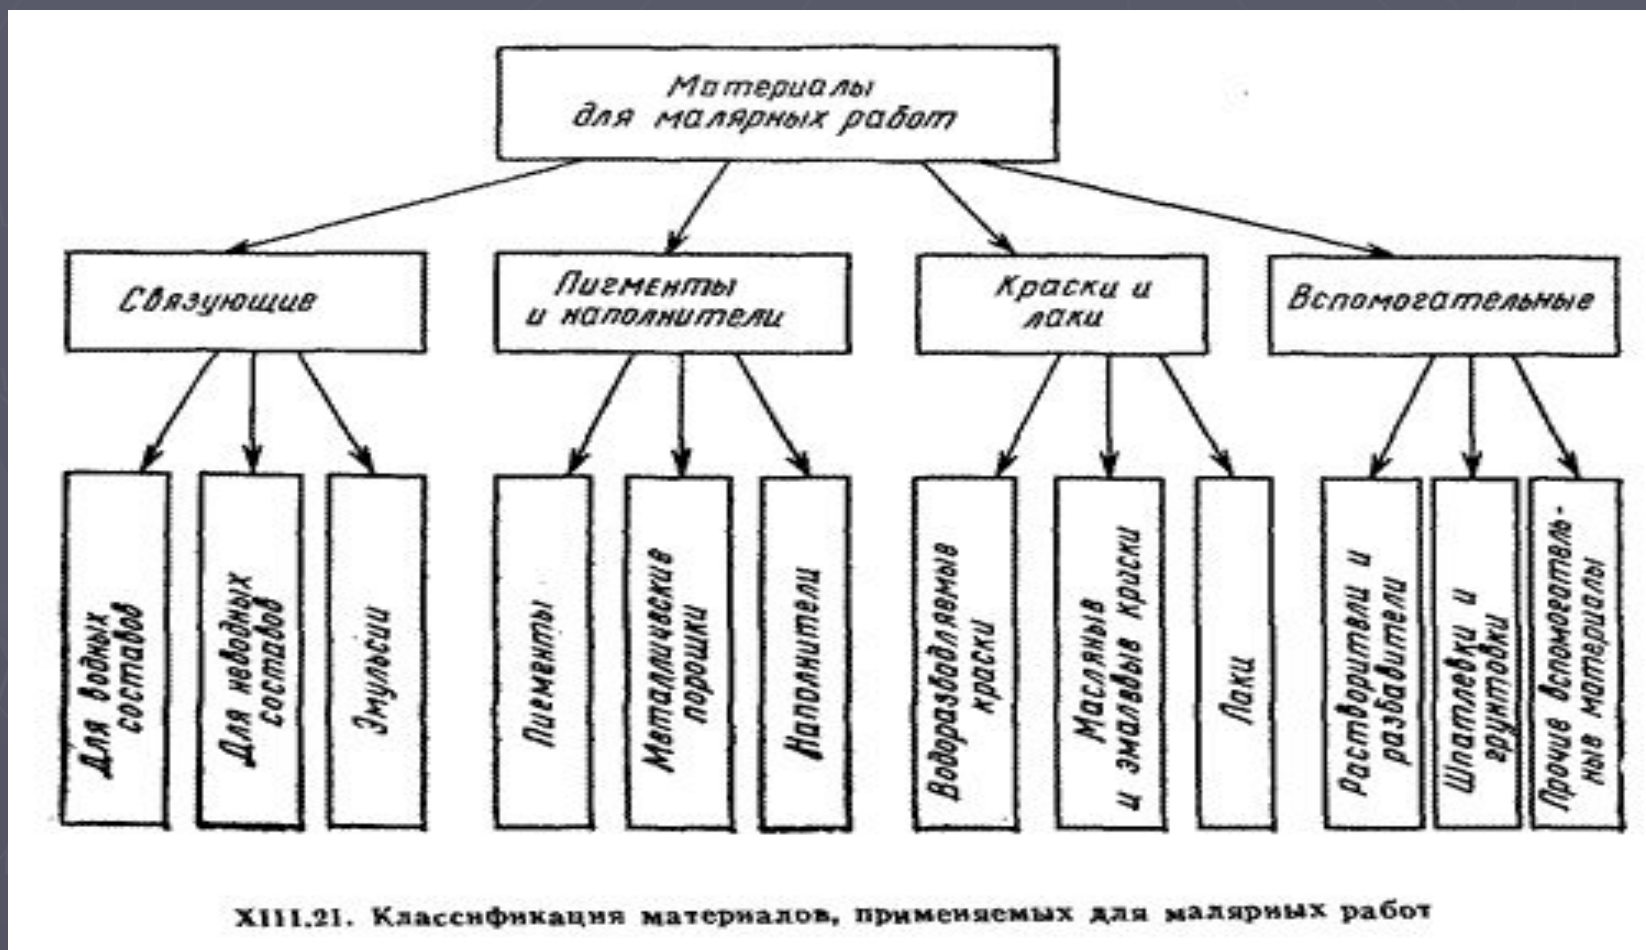 Материалы
для малярных работ
Связующие
Пигменты
и наполнители
Краски и
лаки
Вспомогательные
Для водных
составов
Для неводных
составов
Эмульсии
Пигменты
Металлические
порошки
Наполнители
Водоразбавляемые
краски
Масляные
и эмалевые краски
Лаки
Растворители и
разбавители
Шпатлевки и
грунтовки
Прочие вспомогатель-
ные материалы
XIII.21. Классификация материалов, применяемых для малярных работ